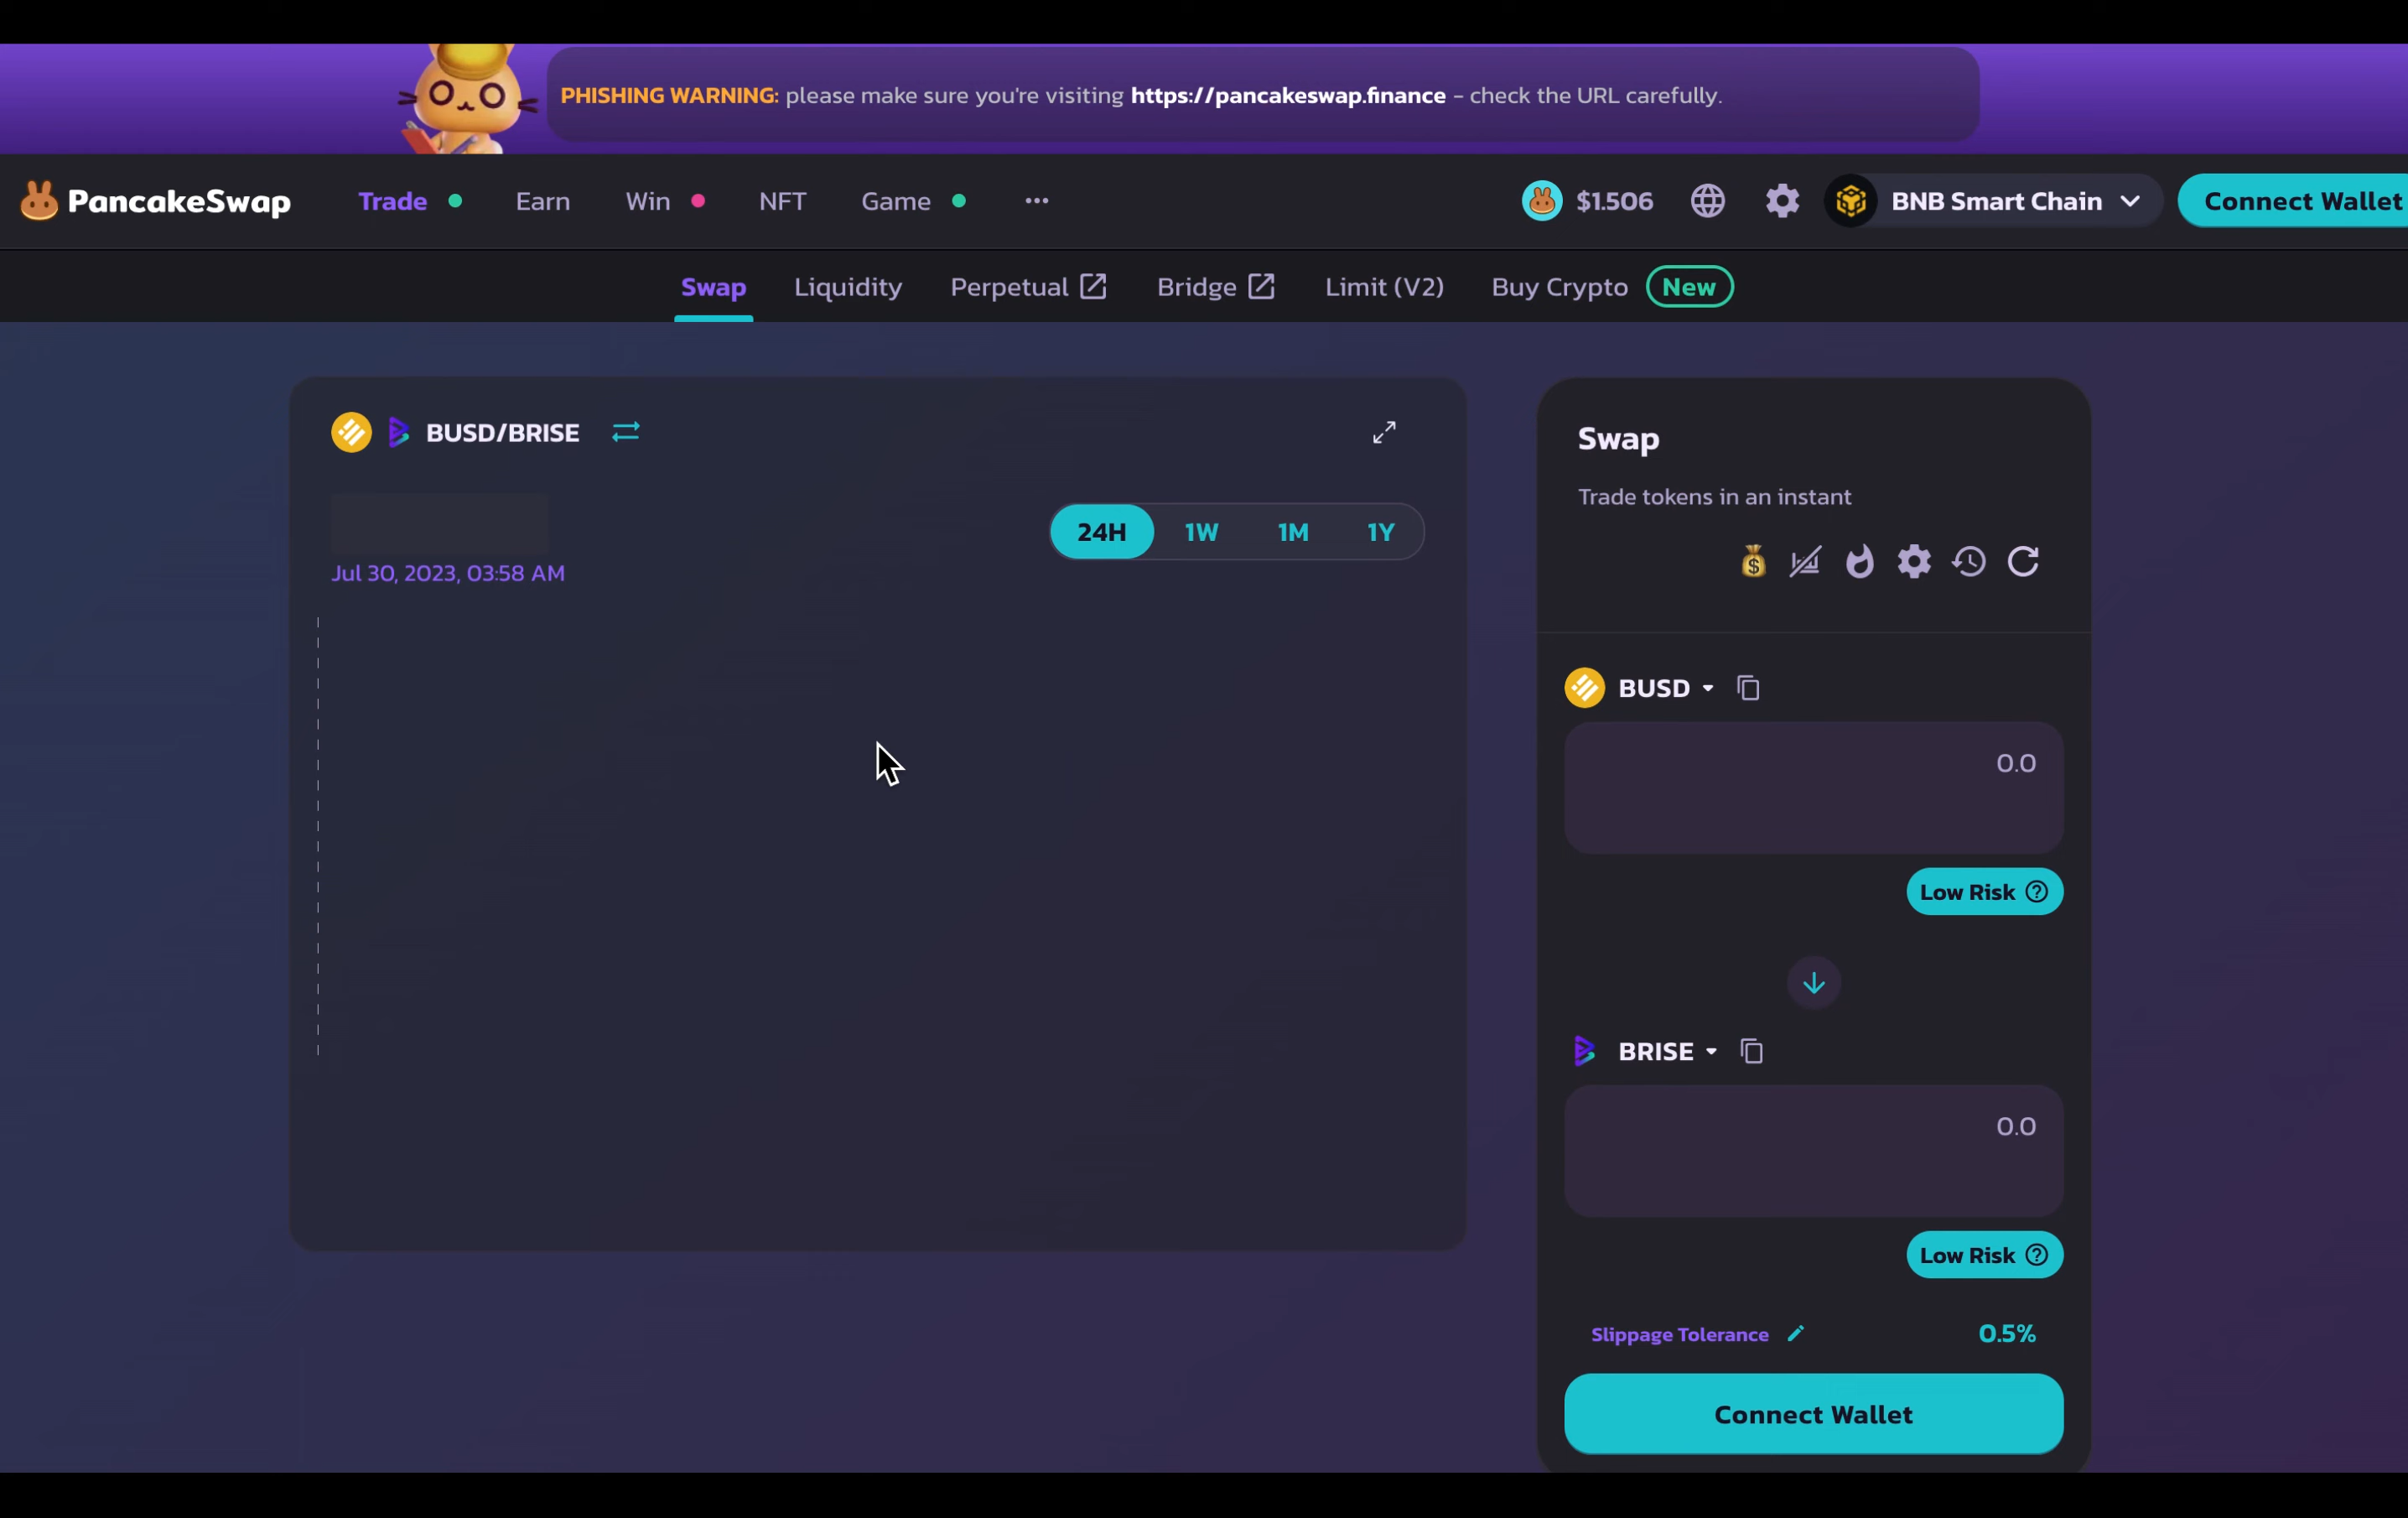 PHISHING WARNING: please make sure you're visiting https://pancakeswap.finance - check the URL carefully.
PancakeSwap Trade Earn Win NFT Game ... $1.506 BNB Smart Chain Connect Wallet
Swap Liquidity Perpetual Bridge Limit (V2) Buy Crypto New
BUSD/BRISE
24H 1W 1M 1Y
Jul 30, 2023, 03:58 AM
Swap
Trade tokens in an instant
BUSD
0.0
Low Risk
BRISE
0.0
Low Risk
Slippage Tolerance 0.5%
Connect Wallet